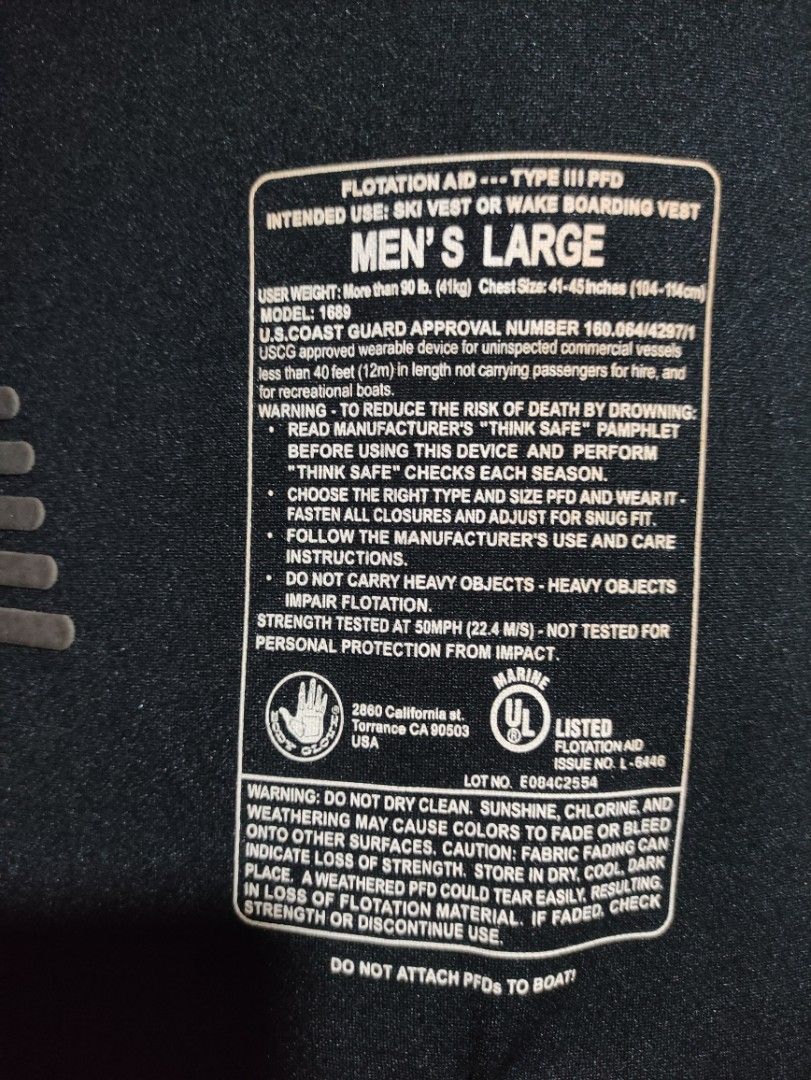 FLOTATION AID --- TYPE III PFD
INTENDED USE: SKI VEST OR WAKE BOARDING VEST
MEN'S LARGE
USER WEIGHT: More than 90 lb. (41kg) Chest Size: 41-45 inches (104-114cm)
MODEL: 1689
U.S.COAST GUARD APPROVAL NUMBER 160.064/4297/1
USCG approved wearable device for uninspected commercial vessels
less than 40 feet (12m) in length not carrying passengers for hire, and
for recreational boats.
WARNING - TO REDUCE THE RISK OF DEATH BY DROWNING:
• READ MANUFACTURER'S "THINK SAFE" PAMPHLET
BEFORE USING THIS DEVICE AND PERFORM
"THINK SAFE" CHECKS EACH SEASON.
• CHOOSE THE RIGHT TYPE AND SIZE PFD AND WEAR IT -
FASTEN ALL CLOSURES AND ADJUST FOR SNUG FIT.
• FOLLOW THE MANUFACTURER'S USE AND CARE
INSTRUCTIONS.
• DO NOT CARRY HEAVY OBJECTS - HEAVY OBJECTS
IMPAIR FLOTATION.
STRENGTH TESTED AT 50MPH (22.4 M/S) - NOT TESTED FOR
PERSONAL PROTECTION FROM IMPACT.
BODY GLOVE®
2860 California st.
Torrance CA 90503
USA
MARINE
UL®
LISTED
FLOTATION AID
ISSUE NO. L-6446
LOT NO. E084C2554
WARNING: DO NOT DRY CLEAN. SUNSHINE, CHLORINE, AND
WEATHERING MAY CAUSE COLORS TO FADE OR BLEED
ONTO OTHER SURFACES. CAUTION: FABRIC FADING CAN
INDICATE LOSS OF STRENGTH. STORE IN DRY, COOL, DARK
PLACE. A WEATHERED PFD COULD TEAR EASILY, RESULTING
IN LOSS OF FLOTATION MATERIAL. IF FADED, CHECK
STRENGTH OR DISCONTINUE USE.
DO NOT ATTACH PFDs TO BOAT!